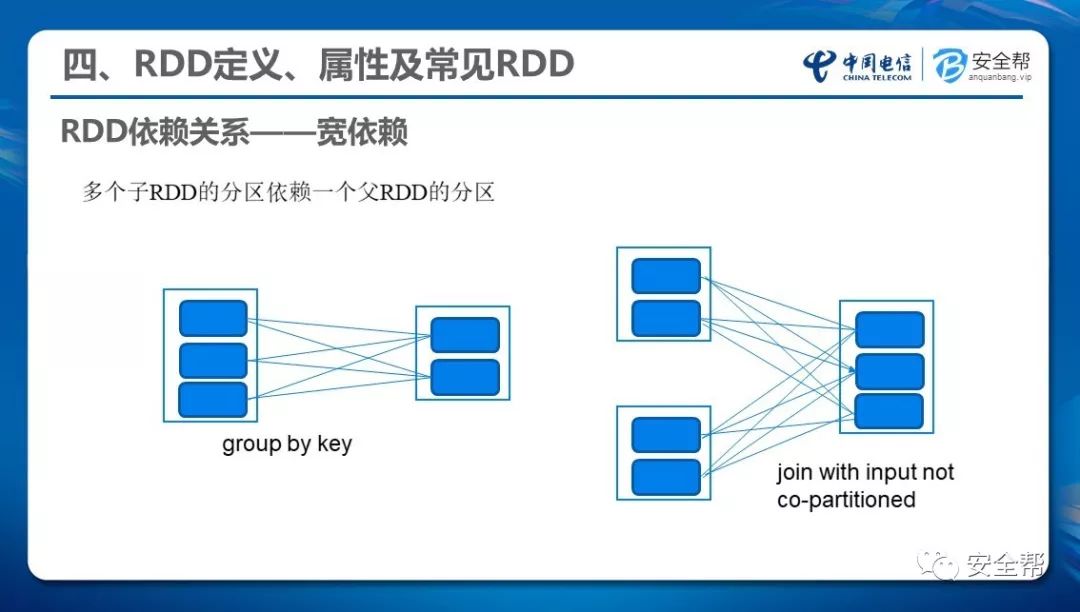 四、RDD定义、属性及常见RDD
中国电信
CHINA TELECOM
安全帮
anquanbang.vip
RDD依赖关系——宽依赖
多个子RDD的分区依赖一个父RDD的分区
group by key
join with input not
co-partitioned
安全帮